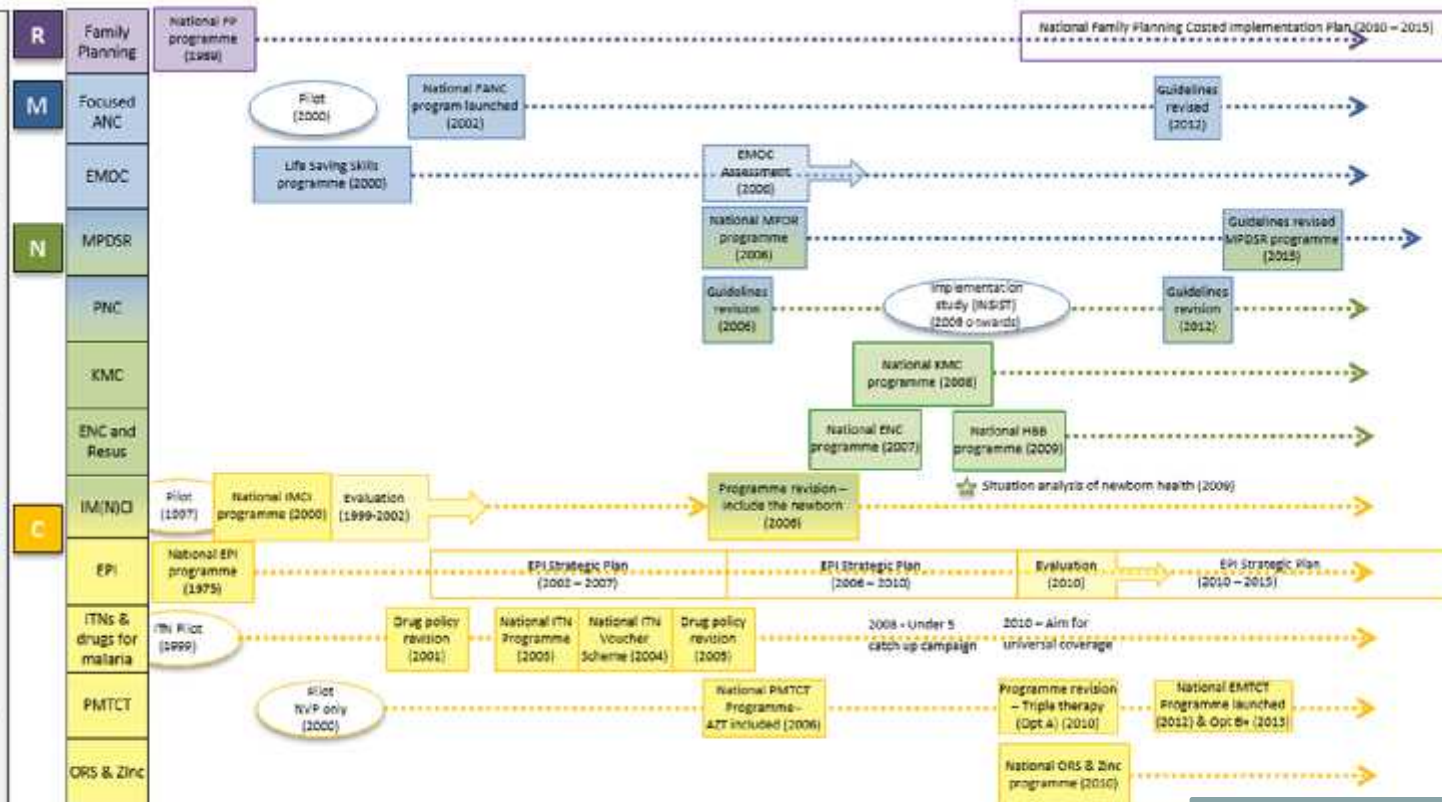 R
Family
Planning
National FP
programme
(1989)
National Family Planning Costed Implementation Plan (2010 – 2015)
M
Focused
ANC
Pilot
(2000)
National FANC
program launched
(2002)
Guidelines
revised
(2012)
EMOC
Life Saving Skills
programme (2000)
EMOC
Assessment
(2006)
N
MPDSR
National MPDR
programme
(2006)
Guidelines revised
MPDSR programme
(2015)
PNC
Guidelines
revision
(2006)
Implementation
study (INSIST)
(2009 onwards)
Guidelines
revision
(2012)
KMC
National KMC
programme (2008)
ENC and
Resus
National ENC
programme (2007)
National HBB
programme (2009)
C
IM(N)CI
Pilot
(1997)
National IMCI
programme (2000)
Evaluation
(1999-2002)
Programme revision –
include the newborn
(2006)
Situation analysis of newborn health (2009)
EPI
National EPI
programme
(1975)
EPI Strategic Plan
(2002 – 2007)
EPI Strategic Plan
(2006 – 2010)
Evaluation
(2010)
EPI Strategic Plan
(2010 – 2015)
ITNs &
drugs for
malaria
ITN Pilot
(1999)
Drug policy
revision
(2001)
National ITN
Programme
National ITN
Voucher
Scheme (2004)
Drug policy
revision
(2005)
2008 - Under 5
catch up campaign
2010 – Aim for
universal coverage
PMTCT
Pilot
NVP only
(2000)
National PMTCT
Programme–
AZT included (2006)
Programme revision
– Triple therapy
(Opt A) (2010)
National EMTCT
Programme launched
(2012) & Opt B+ (2013)
ORS & Zinc
National ORS & Zinc
programme (2010)